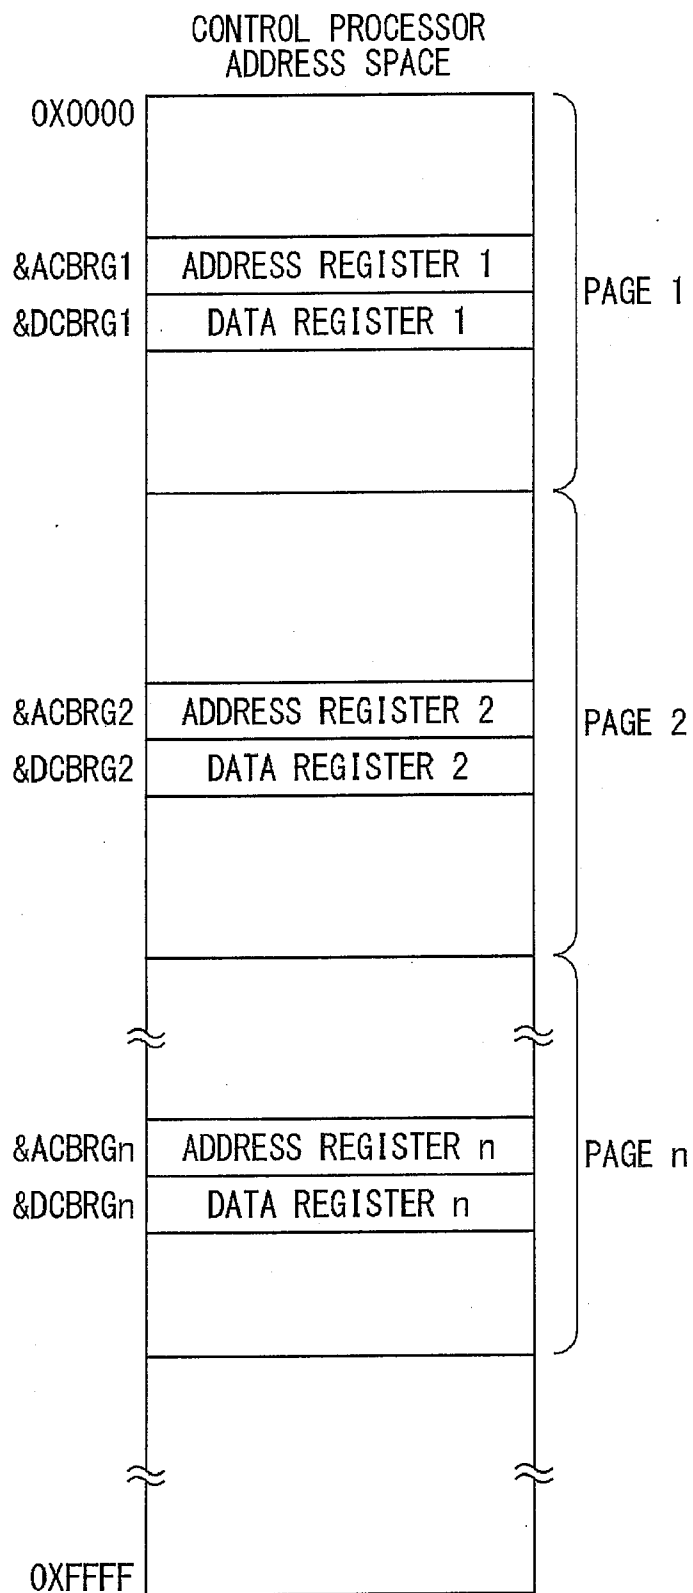 CONTROL PROCESSOR
ADDRESS SPACE
0X0000
&ACBRG1 ADDRESS REGISTER 1
PAGE 1
&DCBRG1 DATA REGISTER 1
&ACBRG2 ADDRESS REGISTER 2
PAGE 2
&DCBRG2 DATA REGISTER 2
&ACBRGn ADDRESS REGISTER n
PAGE n
&DCBRGn DATA REGISTER n
0XFFFF